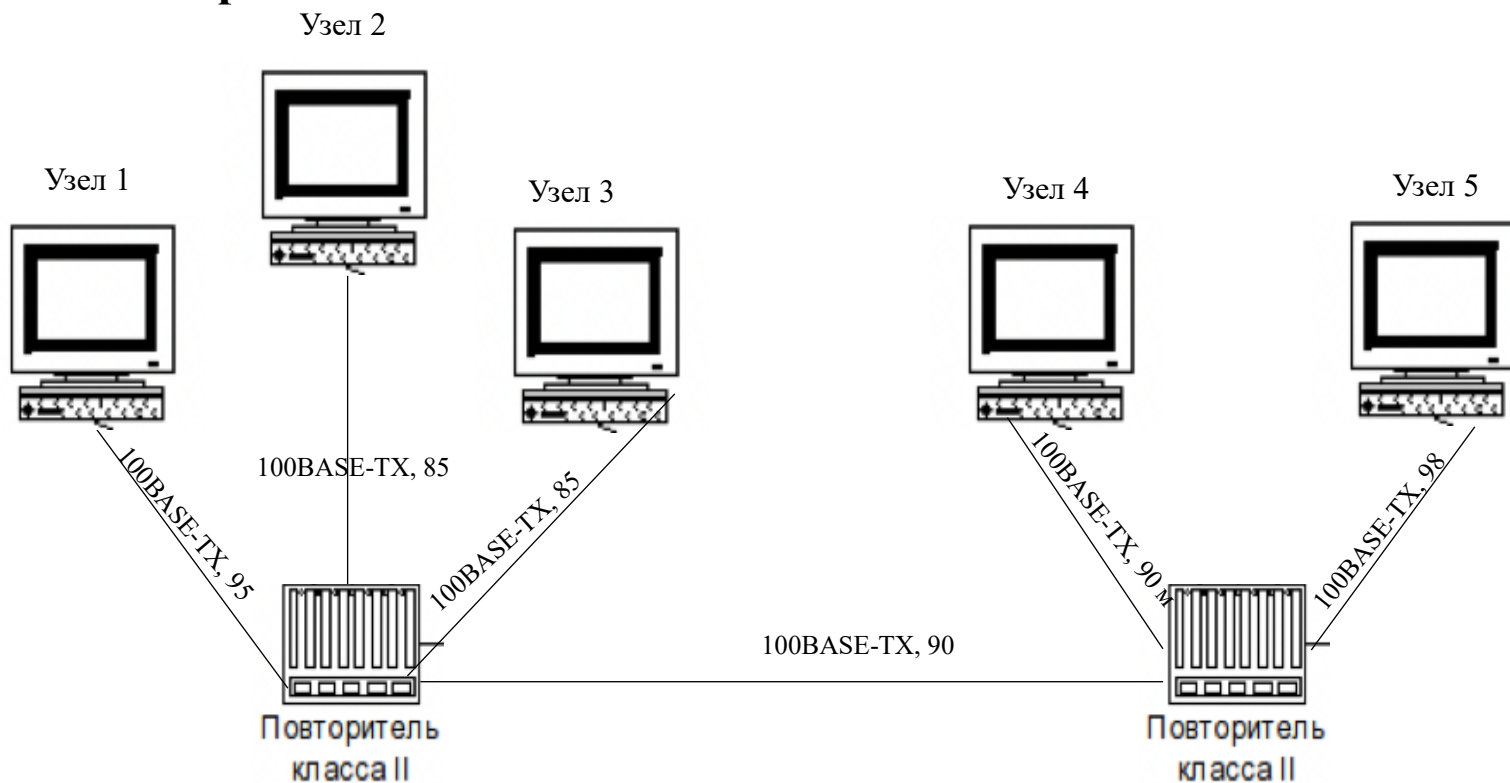 Узел 2
Узел 1
Узел 3
Узел 4
Узел 5
100BASE-TX, 85
100BASE-TX, 95
100BASE-TX, 85
100BASE-TX, 90 м
100BASE-TX, 98
100BASE-TX, 90
Повторитель
класса II
Повторитель
класса II